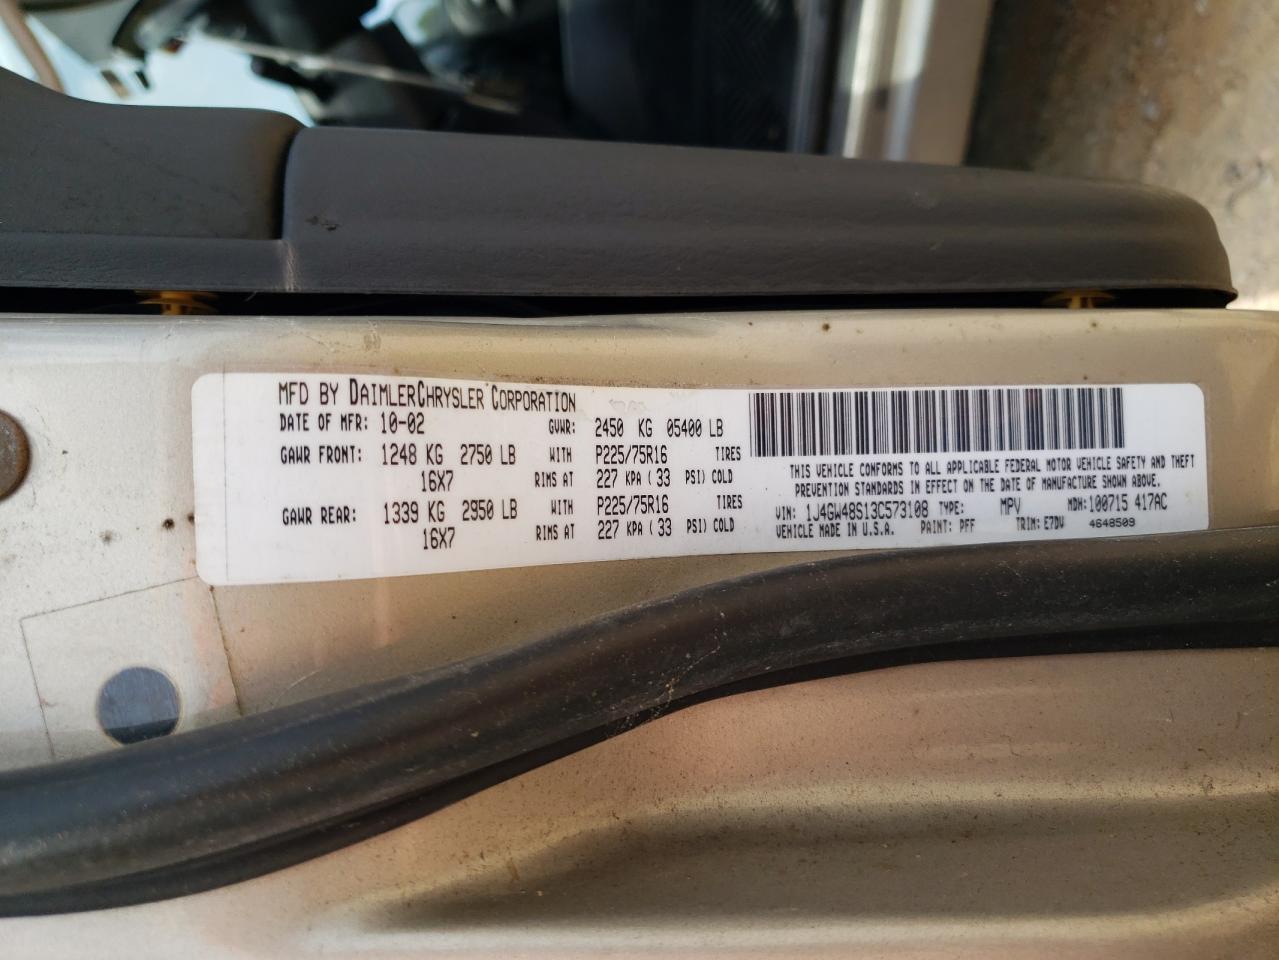 MFD BY DAIMLERCHRYSLER CORPORATION
DATE OF MFR: 10-02 GVWR: 2450 KG 05400 LB
GAWR FRONT: 1248 KG 2750 LB WITH P225/75R16 TIRES
16X7 RIMS AT 227 KPA (33 PSI) COLD
GAWR REAR: 1339 KG 2950 LB WITH P225/75R16 TIRES
16X7 RIMS AT 227 KPA (33 PSI) COLD
THIS VEHICLE CONFORMS TO ALL APPLICABLE FEDERAL MOTOR VEHICLE SAFETY AND THEFT
PREVENTION STANDARDS IN EFFECT ON THE DATE OF MANUFACTURE SHOWN ABOVE.
VIN: 1J4GW48S13C573108 TYPE: MPV MDH: 100715 417AC
VEHICLE MADE IN U.S.A. PAINT: PFF TRIM: E7DV 4648509